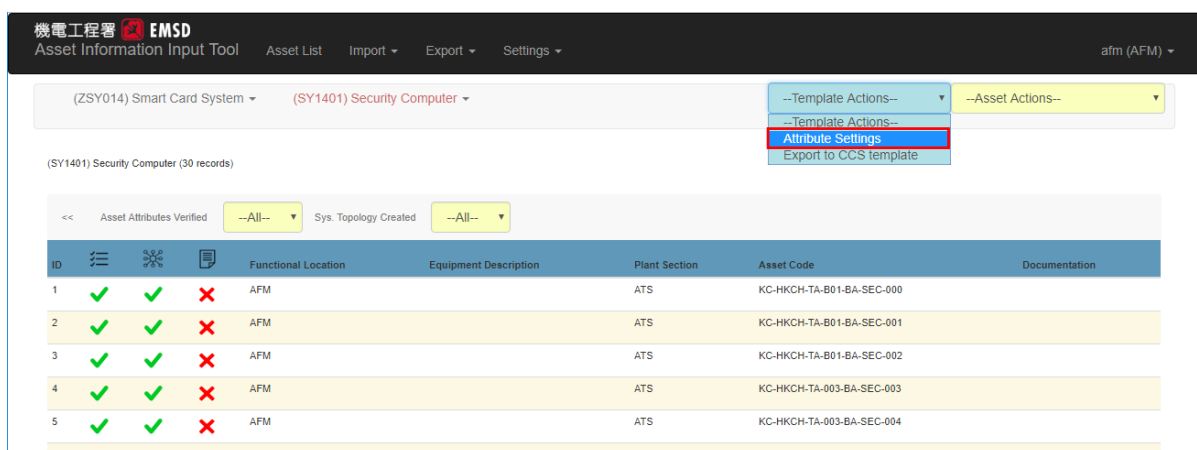 機電工程署 EMSD
Asset Information Input Tool Asset List Import Export Settings afm (AFM)
(ZSY014) Smart Card System (SY1401) Security Computer --Template Actions-- --Asset Actions--
--Template Actions--
Attribute Settings
Export to CCS template
(SY1401) Security Computer (30 records)
<< Asset Attributes Verified --All-- Sys. Topology Created --All--
ID Functional Location Equipment Description Plant Section Asset Code Documentation
1 AFM ATS KC-HKCH-TA-B01-BA-SEC-000
2 AFM ATS KC-HKCH-TA-B01-BA-SEC-001
3 AFM ATS KC-HKCH-TA-B01-BA-SEC-002
4 AFM ATS KC-HKCH-TA-003-BA-SEC-003
5 AFM ATS KC-HKCH-TA-003-BA-SEC-004